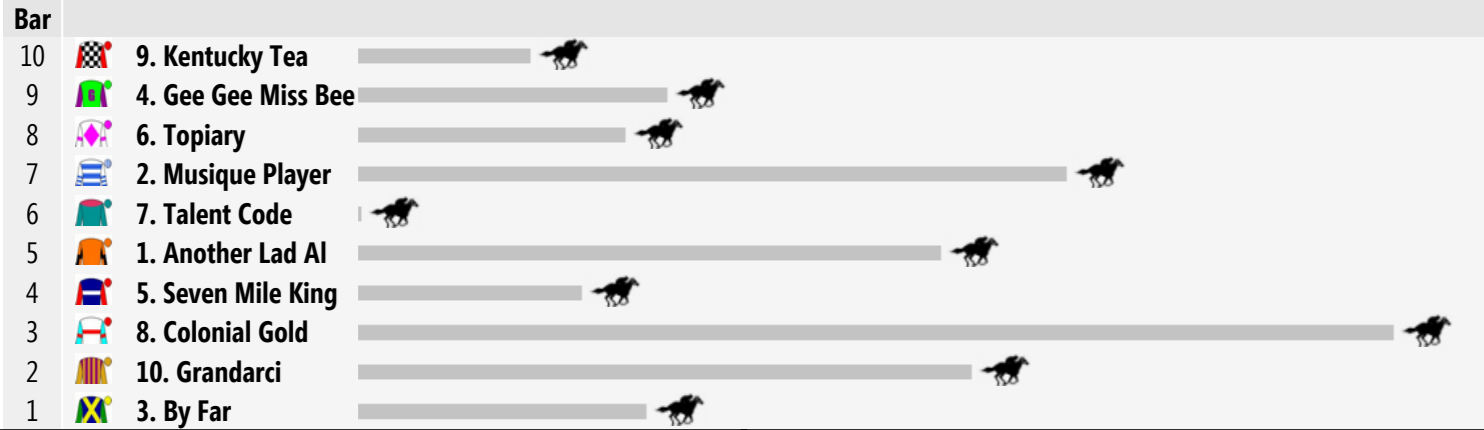 Bar
10 9. Kentucky Tea
9 G 4. Gee Gee Miss Bee
8 6. Topiary
7 2. Musique Player
6 7. Talent Code
5 1. Another Lad Al
4 5. Seven Mile King
3 8. Colonial Gold
2 10. Grandarci
1 3. By Far